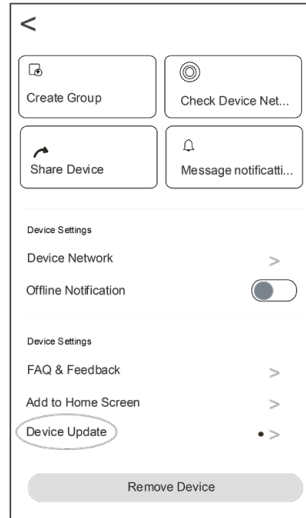 <
Create Group
Check Device Net...
Share Device
Message notificatti...
Device Settings
Device Network >
Offline Notification
Device Settings
FAQ & Feedback >
Add to Home Screen >
Device Update • >
Remove Device